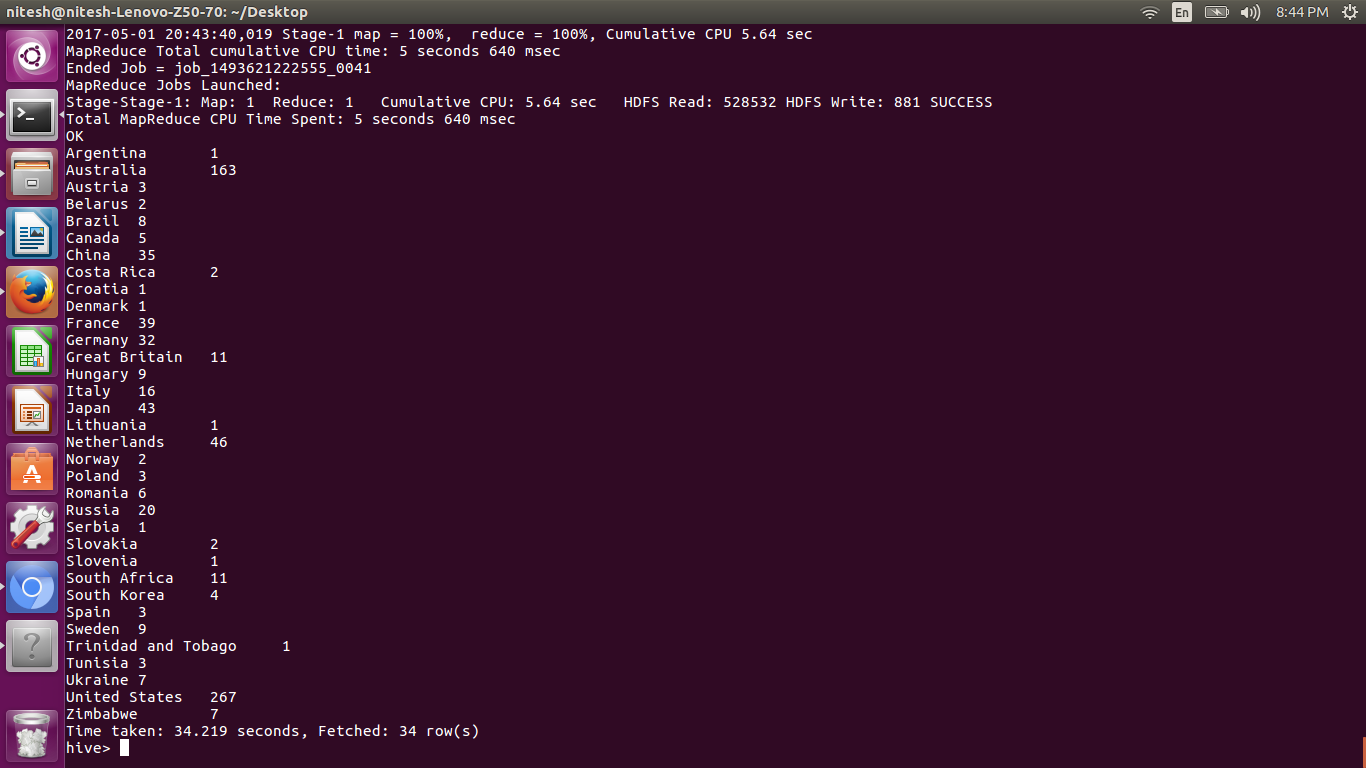 nitesh@nitesh-Lenovo-Z50-70: ~/Desktop En 8:44 PM
2017-05-01 20:43:40,019 Stage-1 map = 100%,  reduce = 100%, Cumulative CPU 5.64 sec
MapReduce Total cumulative CPU time: 5 seconds 640 msec
Ended Job = job_1493621222555_0041
MapReduce Jobs Launched:
Stage-Stage-1: Map: 1  Reduce: 1   Cumulative CPU: 5.64 sec   HDFS Read: 528532 HDFS Write: 881 SUCCESS
Total MapReduce CPU Time Spent: 5 seconds 640 msec
OK
Argentina       1
Australia       163
Austria 3
Belarus 2
Brazil  8
Canada  5
China   35
Costa Rica      2
Croatia 1
Denmark 1
France  39
Germany 32
Great Britain   11
Hungary 9
Italy   16
Japan   43
Lithuania       1
Netherlands     46
Norway  2
Poland  3
Romania 6
Russia  20
Serbia  1
Slovakia        2
Slovenia        1
South Africa    11
South Korea     4
Spain   3
Sweden  9
Trinidad and Tobago     1
Tunisia 3
Ukraine 7
United States   267
Zimbabwe        7
Time taken: 34.219 seconds, Fetched: 34 row(s)
hive>